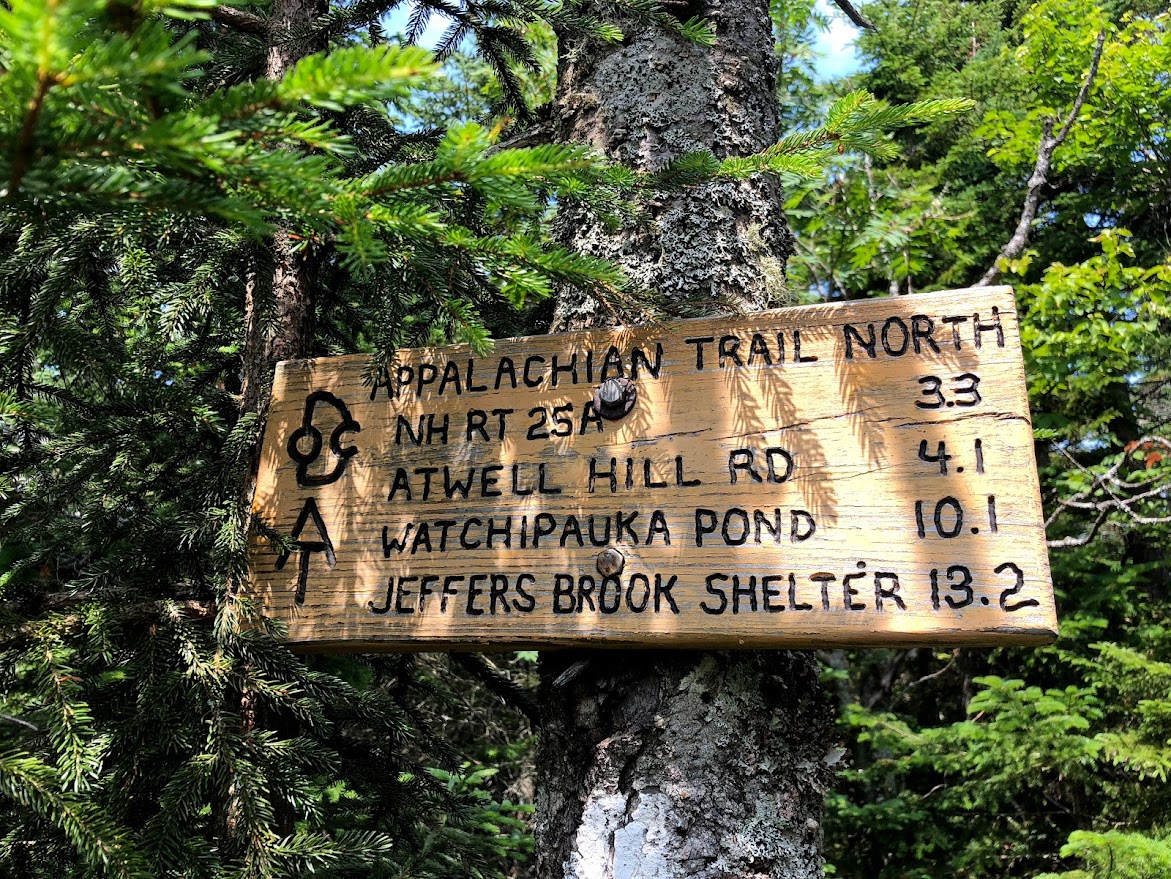 APPALACHIAN TRAIL NORTH
NH RT 25A 3.3
ATWELL HILL RD 4.1
WATCHIPAUKA POND 10.1
JEFFERS BROOK SHELTER 13.2